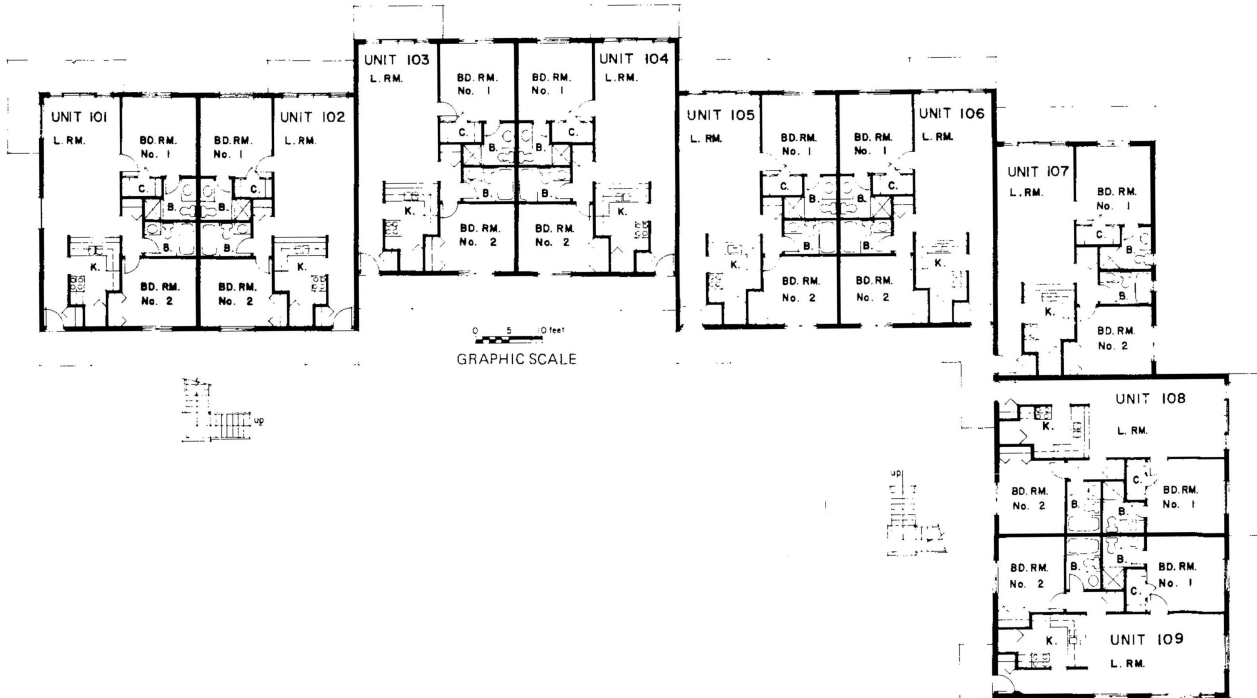 UNIT 101
L. RM.
BD. RM.
No. 1
C.
B.
B.
K.
BD. RM.
No. 2
UNIT 102
L. RM.
BD. RM.
No. 1
C.
B.
B.
K.
BD. RM.
No. 2
UNIT 103
L. RM.
BD. RM.
No. 1
C.
B.
B.
K.
BD. RM.
No. 2
UNIT 104
L. RM.
BD. RM.
No. 1
C.
B.
B.
K.
BD. RM.
No. 2
UNIT 105
L. RM.
BD. RM.
No. 1
C.
B.
B.
K.
BD. RM.
No. 2
UNIT 106
L. RM.
BD. RM.
No. 1
C.
B.
B.
K.
BD. RM.
No. 2
UNIT 107
L. RM.
BD. RM.
No. 1
C.
B.
B.
K.
BD. RM.
No. 2
0 5 10 feet
GRAPHIC SCALE
up
up
UNIT 108
L. RM.
K.
BD. RM.
No. 2
B.
B.
C.
BD. RM.
No. 1
BD. RM.
No. 2
B.
B.
C.
BD. RM.
No. 1
K.
UNIT 109
L. RM.